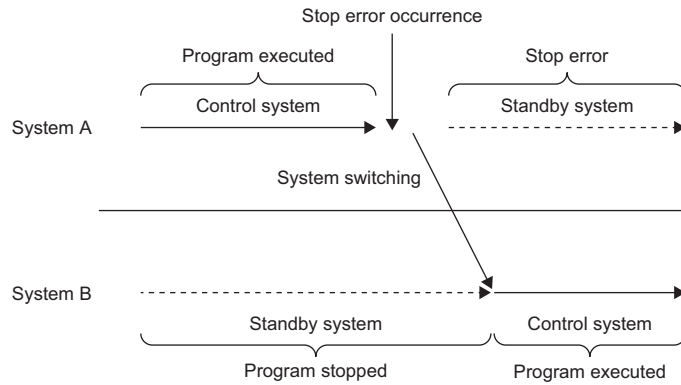 Stop error occurrence
Program executed
Stop error
Control system
Standby system
System A
System switching
System B
Standby system
Control system
Program stopped
Program executed